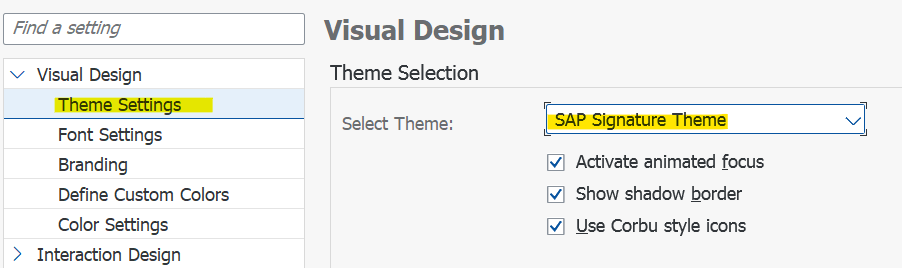 Find a setting
Visual Design
Theme Settings
Font Settings
Branding
Define Custom Colors
Color Settings
Interaction Design
Visual Design
Theme Selection
Select Theme:
SAP Signature Theme
Activate animated focus
Show shadow border
Use Corbu style icons